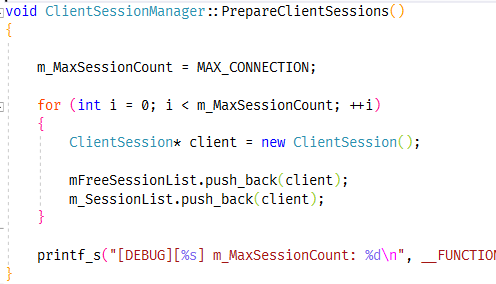 void ClientSessionManager::PrepareClientSessions()
{
m_MaxSessionCount = MAX_CONNECTION;
for (int i = 0; i < m_MaxSessionCount; ++i)
{
ClientSession* client = new ClientSession();
mFreeSessionList.push_back(client);
m_SessionList.push_back(client);
}
printf_s("[DEBUG][%s] m_MaxSessionCount: %d\n", __FUNCTION
}